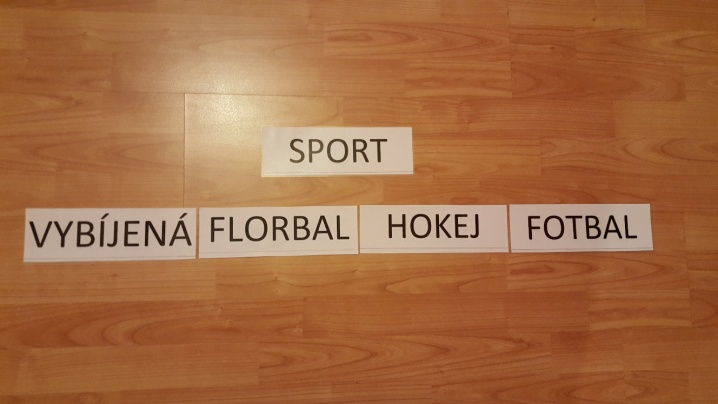 SPORT
VYBÍJENÁ FLORBAL HOKEJ FOTBAL